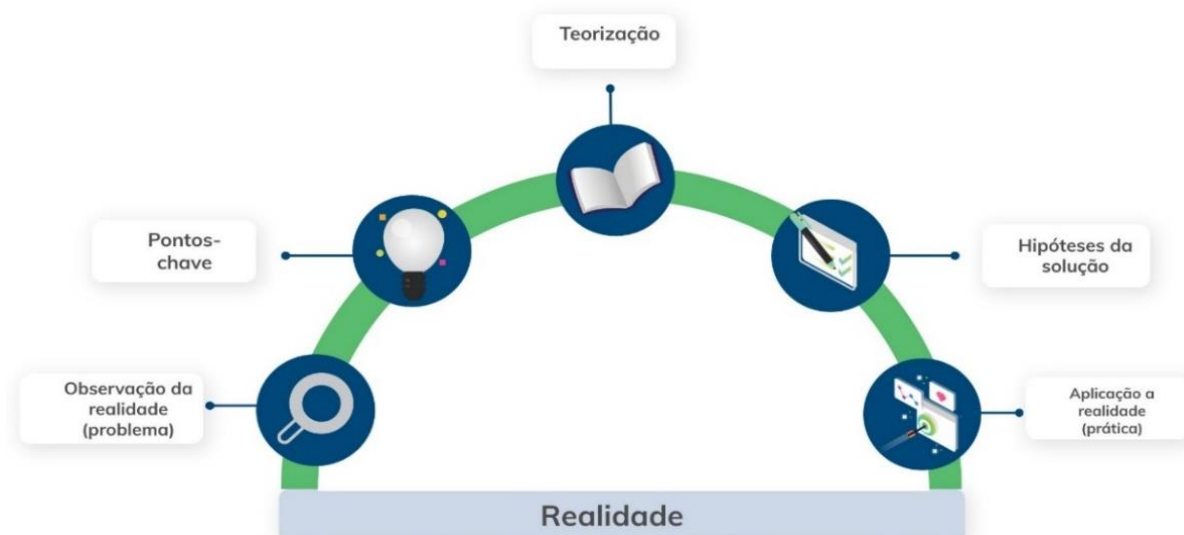 Teorização
Pontos-
chave
Hipóteses da
solução
Observação da
realidade
(problema)
Aplicação a
realidade
(prática)
Realidade